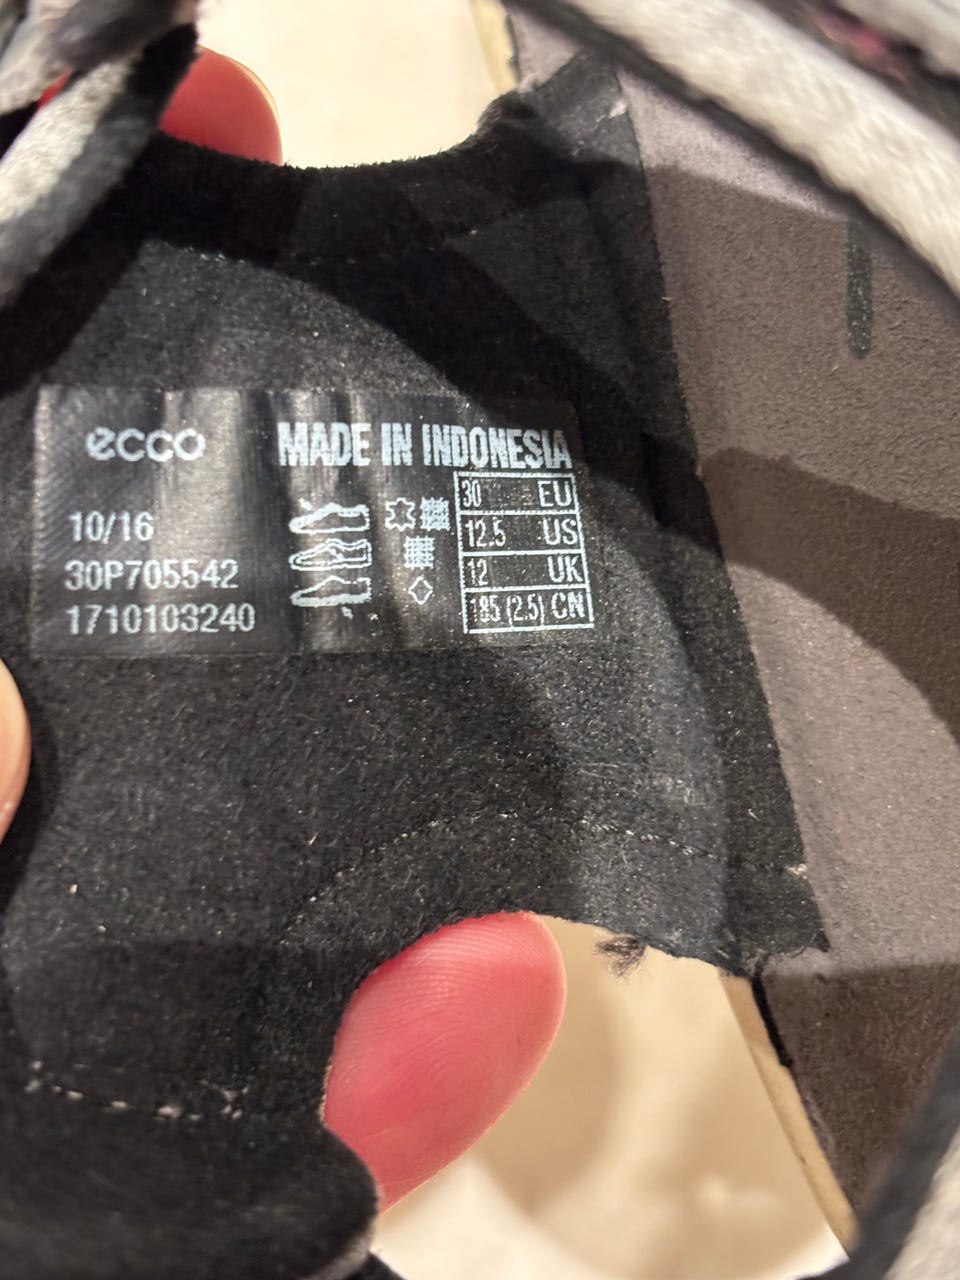 ecco
MADE IN INDONESIA
10/16
30P705542
1710103240
30 EU
12.5 US
12 UK
185 (2.5) CN